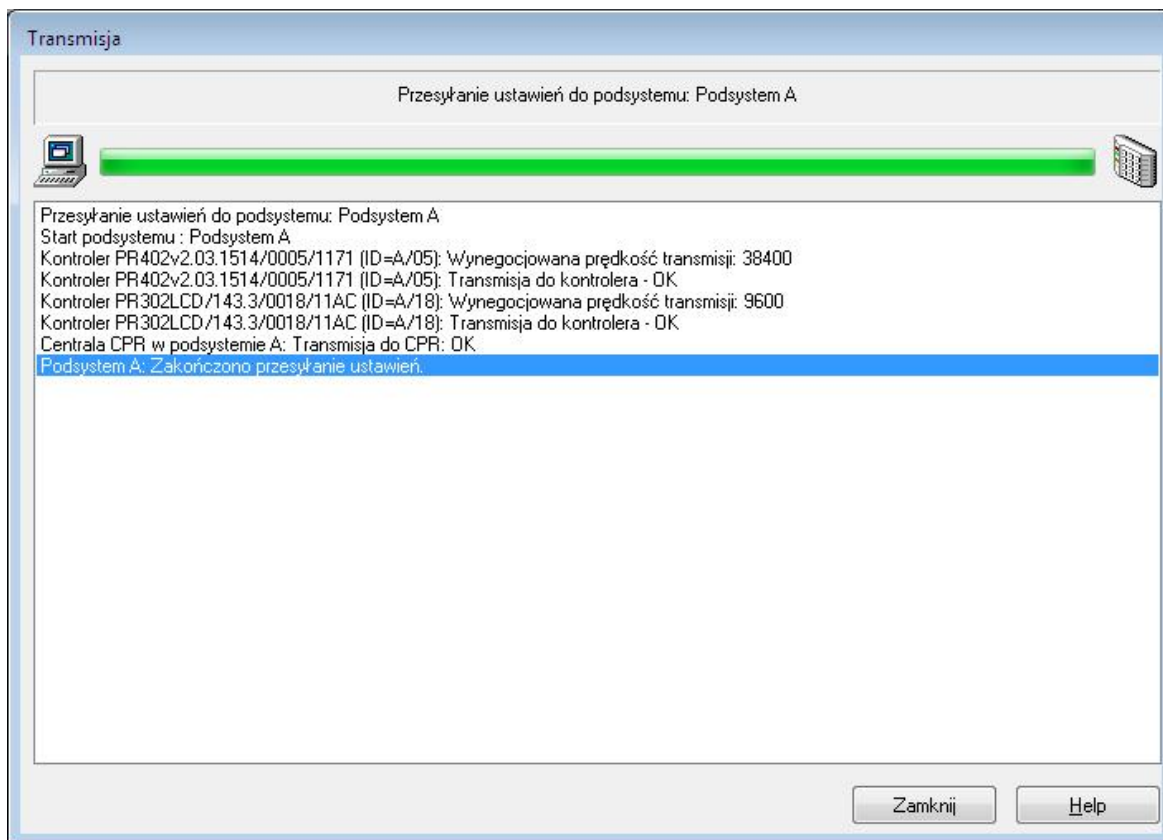 Transmisja
Przesyłanie ustawień do podsystemu: Podsystem A
Przesyłanie ustawień do podsystemu: Podsystem A
Start podsystemu : Podsystem A
Kontroler PR402v2.03.1514/0005/1171 (ID=A/05): Wynegocjowana prędkość transmisji: 38400
Kontroler PR402v2.03.1514/0005/1171 (ID=A/05): Transmisja do kontrolera - OK
Kontroler PR302LCD/143.3/0018/11AC (ID=A/18): Wynegocjowana prędkość transmisji: 9600
Kontroler PR302LCD/143.3/0018/11AC (ID=A/18): Transmisja do kontrolera - OK
Centrala CPR w podsystemie A: Transmisja do CPR: OK
Podsystem A: Zakończono przesyłanie ustawień.
Zamknij Help